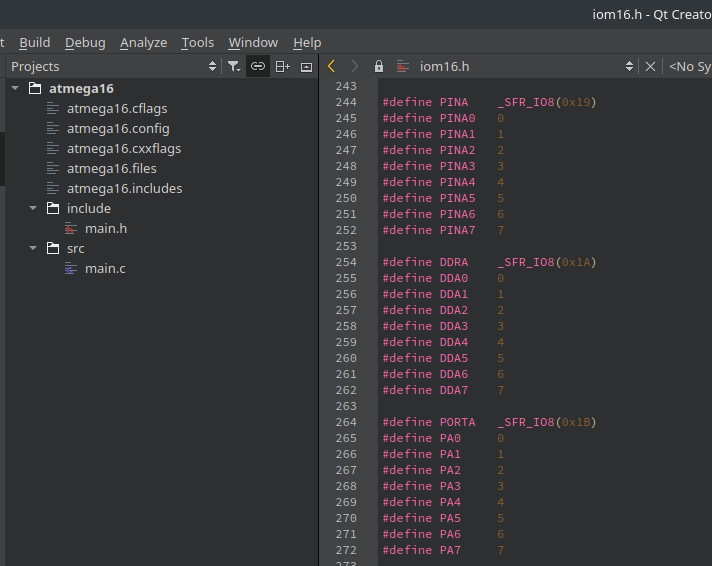 iom16.h - Qt Creato
t Build Debug Analyze Tools Window Help
Projects
iom16.h
<No Sy
atmega16
atmega16.cflags
atmega16.config
atmega16.cxxflags
atmega16.files
atmega16.includes
include
main.h
src
main.c
243
244 #define PINA _SFR_IO8(0x19)
245 #define PINA0 0
246 #define PINA1 1
247 #define PINA2 2
248 #define PINA3 3
249 #define PINA4 4
250 #define PINA5 5
251 #define PINA6 6
252 #define PINA7 7
253
254 #define DDRA _SFR_IO8(0x1A)
255 #define DDA0 0
256 #define DDA1 1
257 #define DDA2 2
258 #define DDA3 3
259 #define DDA4 4
260 #define DDA5 5
261 #define DDA6 6
262 #define DDA7 7
263
264 #define PORTA _SFR_IO8(0x1B)
265 #define PA0 0
266 #define PA1 1
267 #define PA2 2
268 #define PA3 3
269 #define PA4 4
270 #define PA5 5
271 #define PA6 6
272 #define PA7 7